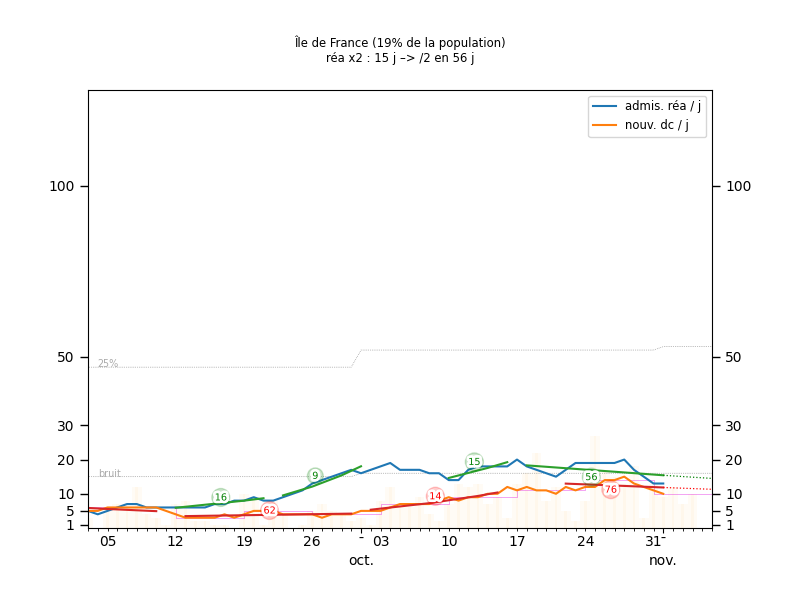 Île de France (19% de la population)
réa x2 : 15 j –> /2 en 56 j
admis. réa / j
nouv. dc / j
100 100
50 50
25%
30 30
20 20
bruit
10 10
5 5
1 1
16
62
9
14
15
56
76
05 12 19 26 - 03 10 17 24 31 -
oct. nov.